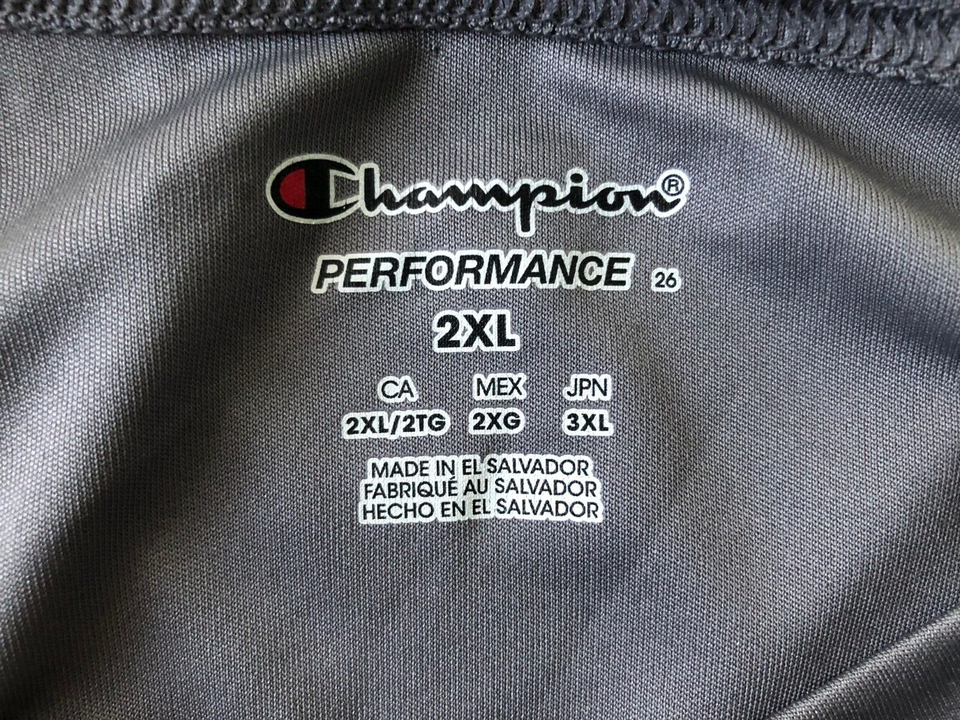 Champion®
PERFORMANCE 26
2XL
CA MEX JPN
2XL/2TG 2XG 3XL
MADE IN EL SALVADOR
FABRIQUÉ AU SALVADOR
HECHO EN EL SALVADOR